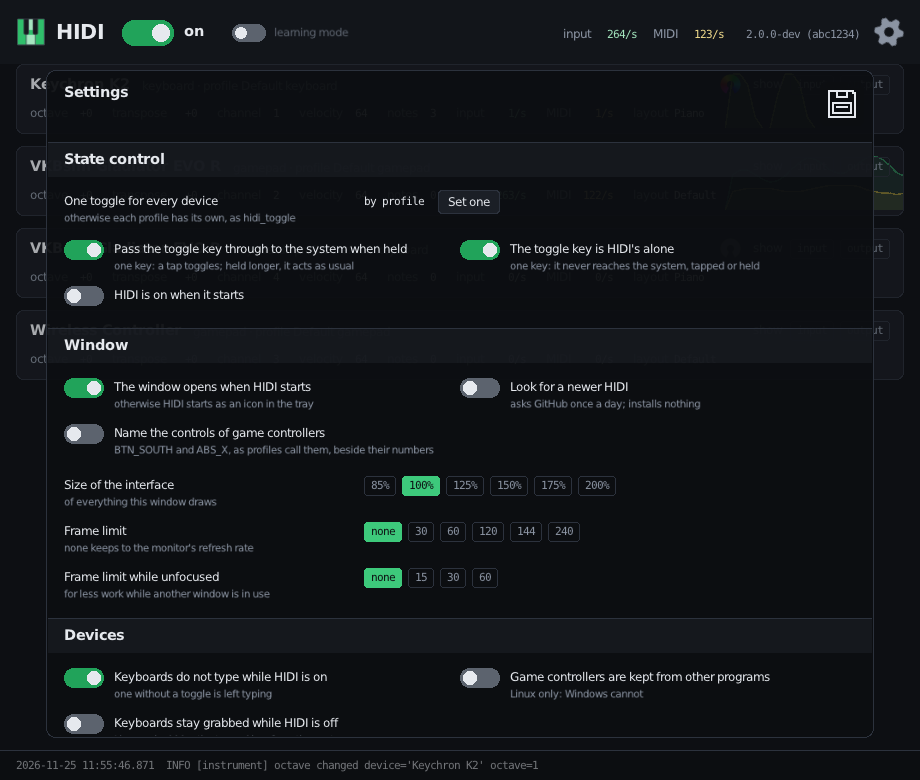 HIDI on learning mode input 264/s MIDI 123/s 2.0.0-dev (abc1234)
Settings
State control
One toggle for every device by profile Set one
otherwise each profile has its own, as hidi_toggle
Pass the toggle key through to the system when held The toggle key is HIDI's alone
one key: a tap toggles; held longer, it acts as usual one key: it never reaches the system, tapped or held
HIDI is on when it starts
Window
The window opens when HIDI starts Look for a newer HIDI
otherwise HIDI starts as an icon in the tray asks GitHub once a day; installs nothing
Name the controls of game controllers
BTN_SOUTH and ABS_X, as profiles call them, beside their numbers
Size of the interface 85% 100% 125% 150% 175% 200%
of everything this window draws
Frame limit none 30 60 120 144 240
none keeps to the monitor's refresh rate
Frame limit while unfocused none 15 30 60
for less work while another window is in use
Devices
Keyboards do not type while HIDI is on Game controllers are kept from other programs
one without a toggle is left typing Linux only: Windows cannot
Keyboards stay grabbed while HIDI is off
2026-11-25 11:55:46.871 INFO [instrument] octave changed device='Keychron K2' octave=1